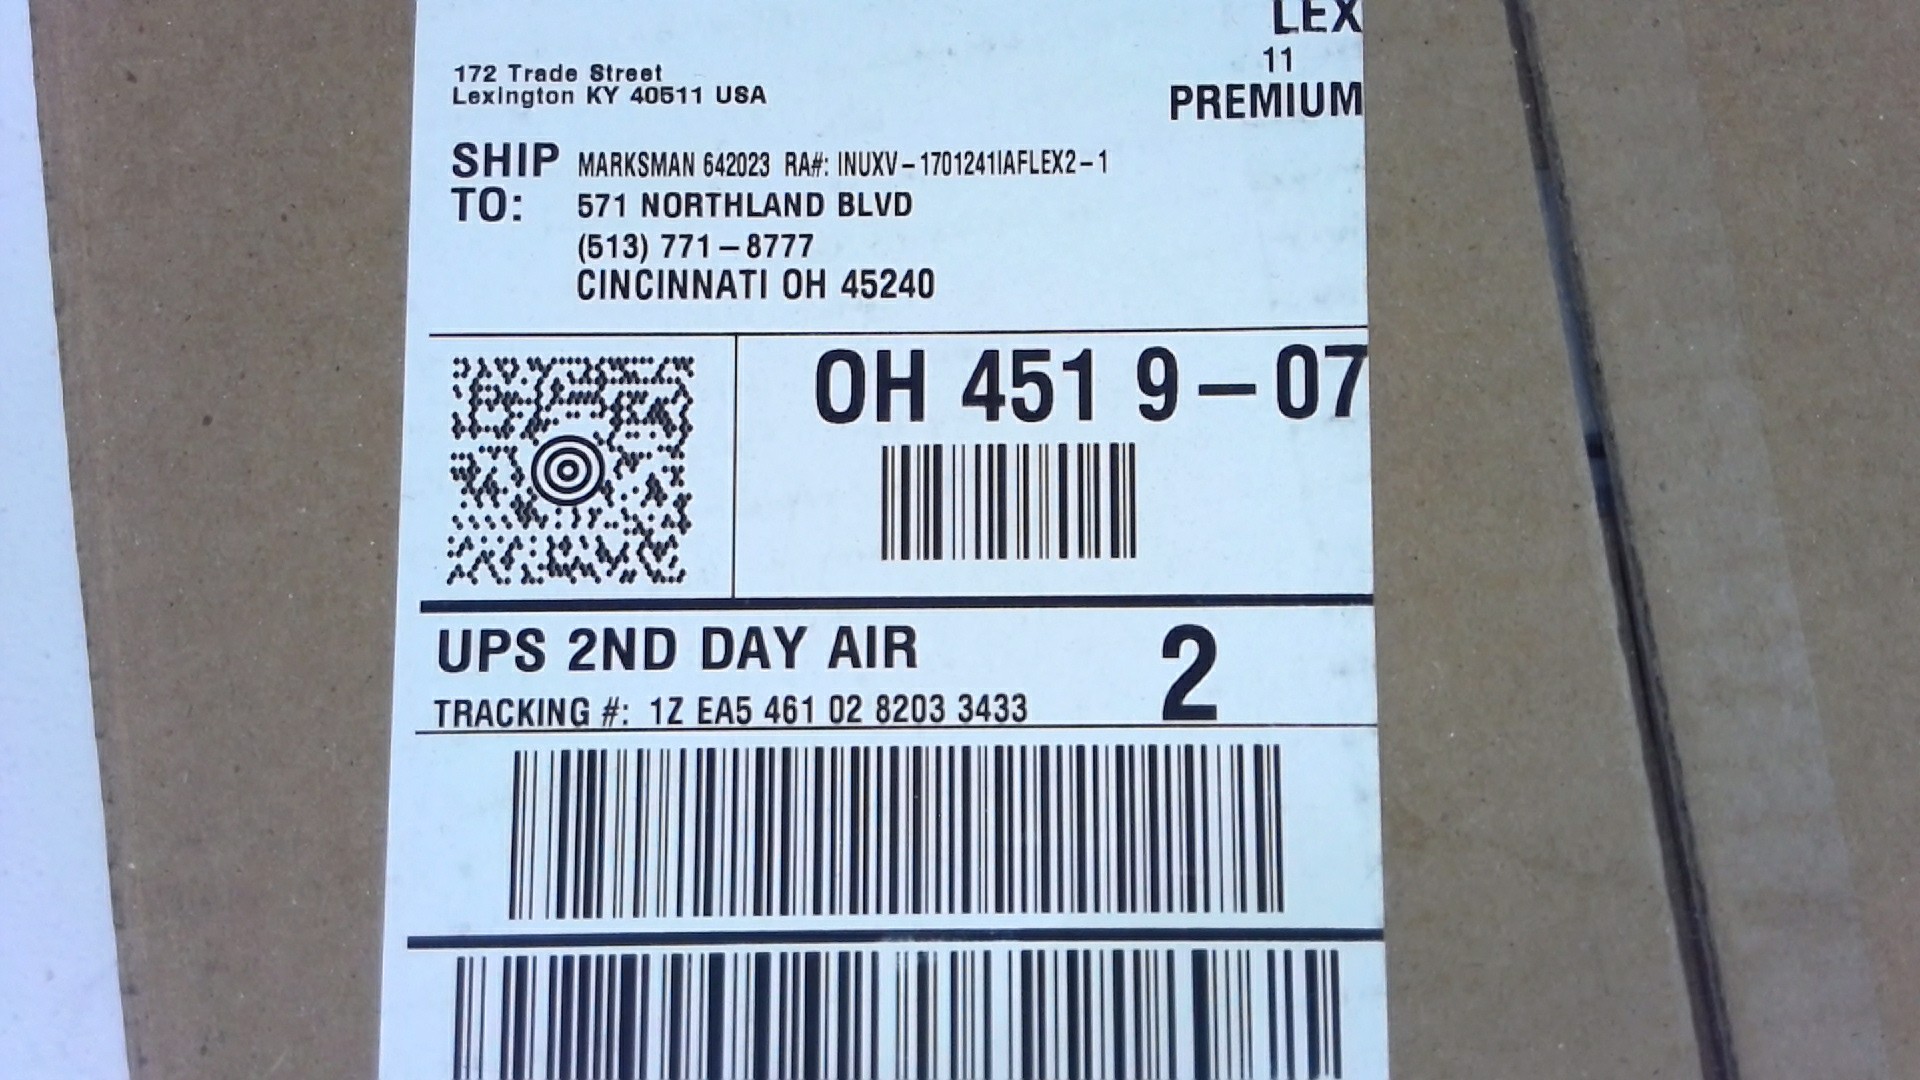 LEX
11
172 Trade Street
Lexington KY 40511 USA
PREMIUM
SHIP TO: MARKSMAN 642023 RA#: INUXV-1701241IAFLEX2-1
571 NORTHLAND BLVD
(513) 771-8777
CINCINNATI OH 45240
OH 451 9-07
UPS 2ND DAY AIR
2
TRACKING #: 1Z EA5 461 02 8203 3433